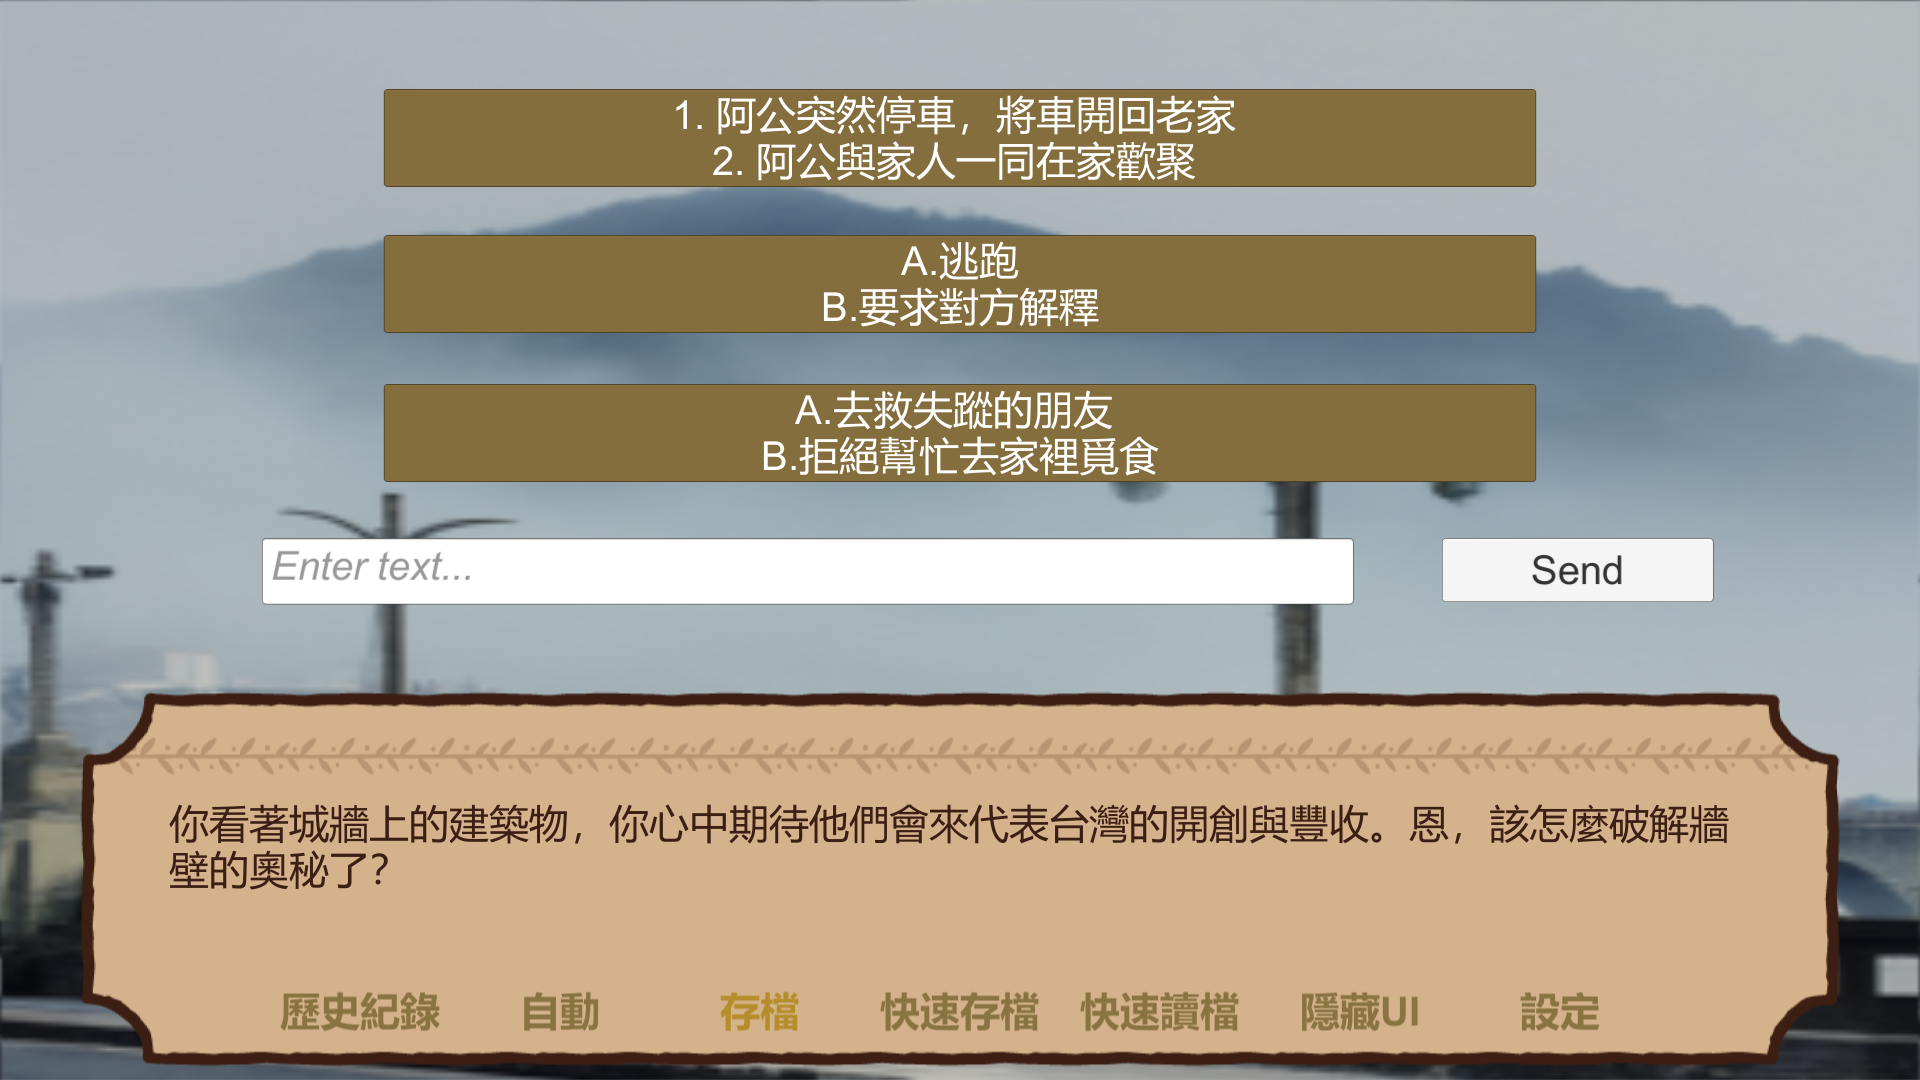 1. 阿公突然停車，將車開回老家
2. 阿公與家人一同在家歡聚
A.逃跑
B.要求對方解釋
A.去救失蹤的朋友
B.拒絕幫忙去家裡覓食
Enter text...
Send
你看著城牆上的建築物，你心中期待他們會來代表台灣的開創與豐收。恩，該怎麼破解牆
壁的奧秘了？
歷史紀錄 自動 存檔 快速存檔 快速讀檔 隱藏UI 設定